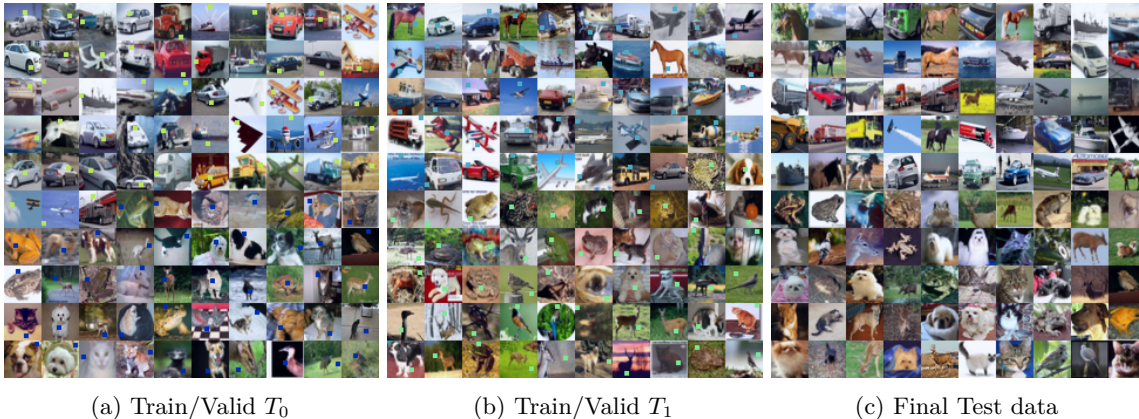 (a) Train/Valid T₀
(b) Train/Valid T₁
(c) Final Test data